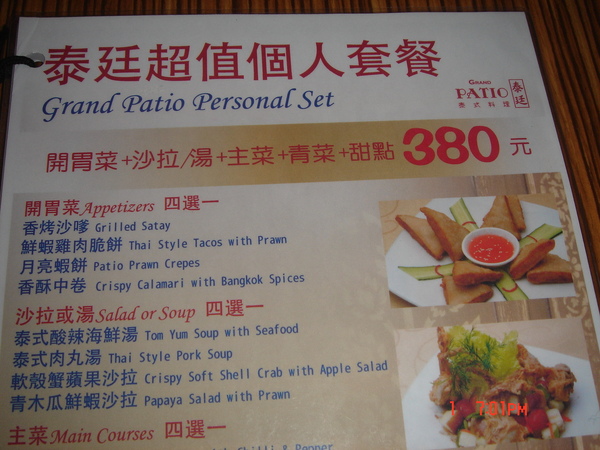 泰廷超值個人套餐
Grand Patio Personal Set
GRAND
PATIO
泰式料理
泰廷
開胃菜+沙拉/湯+主菜+青菜+甜點 380 元
開胃菜Appetizers 四選一
香烤沙嗲 Grilled Satay
鮮蝦雞肉脆餅 Thai Style Tacos with Prawn
月亮蝦餅 Patio Prawn Crepes
香酥中卷 Crispy Calamari with Bangkok Spices
沙拉或湯Salad or Soup 四選一
泰式酸辣海鮮湯 Tom Yum Soup with Seafood
泰式肉丸湯 Thai Style Pork Soup
軟殼蟹蘋果沙拉 Crispy Soft Shell Crab with Apple Salad
青木瓜鮮蝦沙拉 Papaya Salad with Prawn
主菜Main Courses 四選一
Chilli & Pepper
1 7:01PM